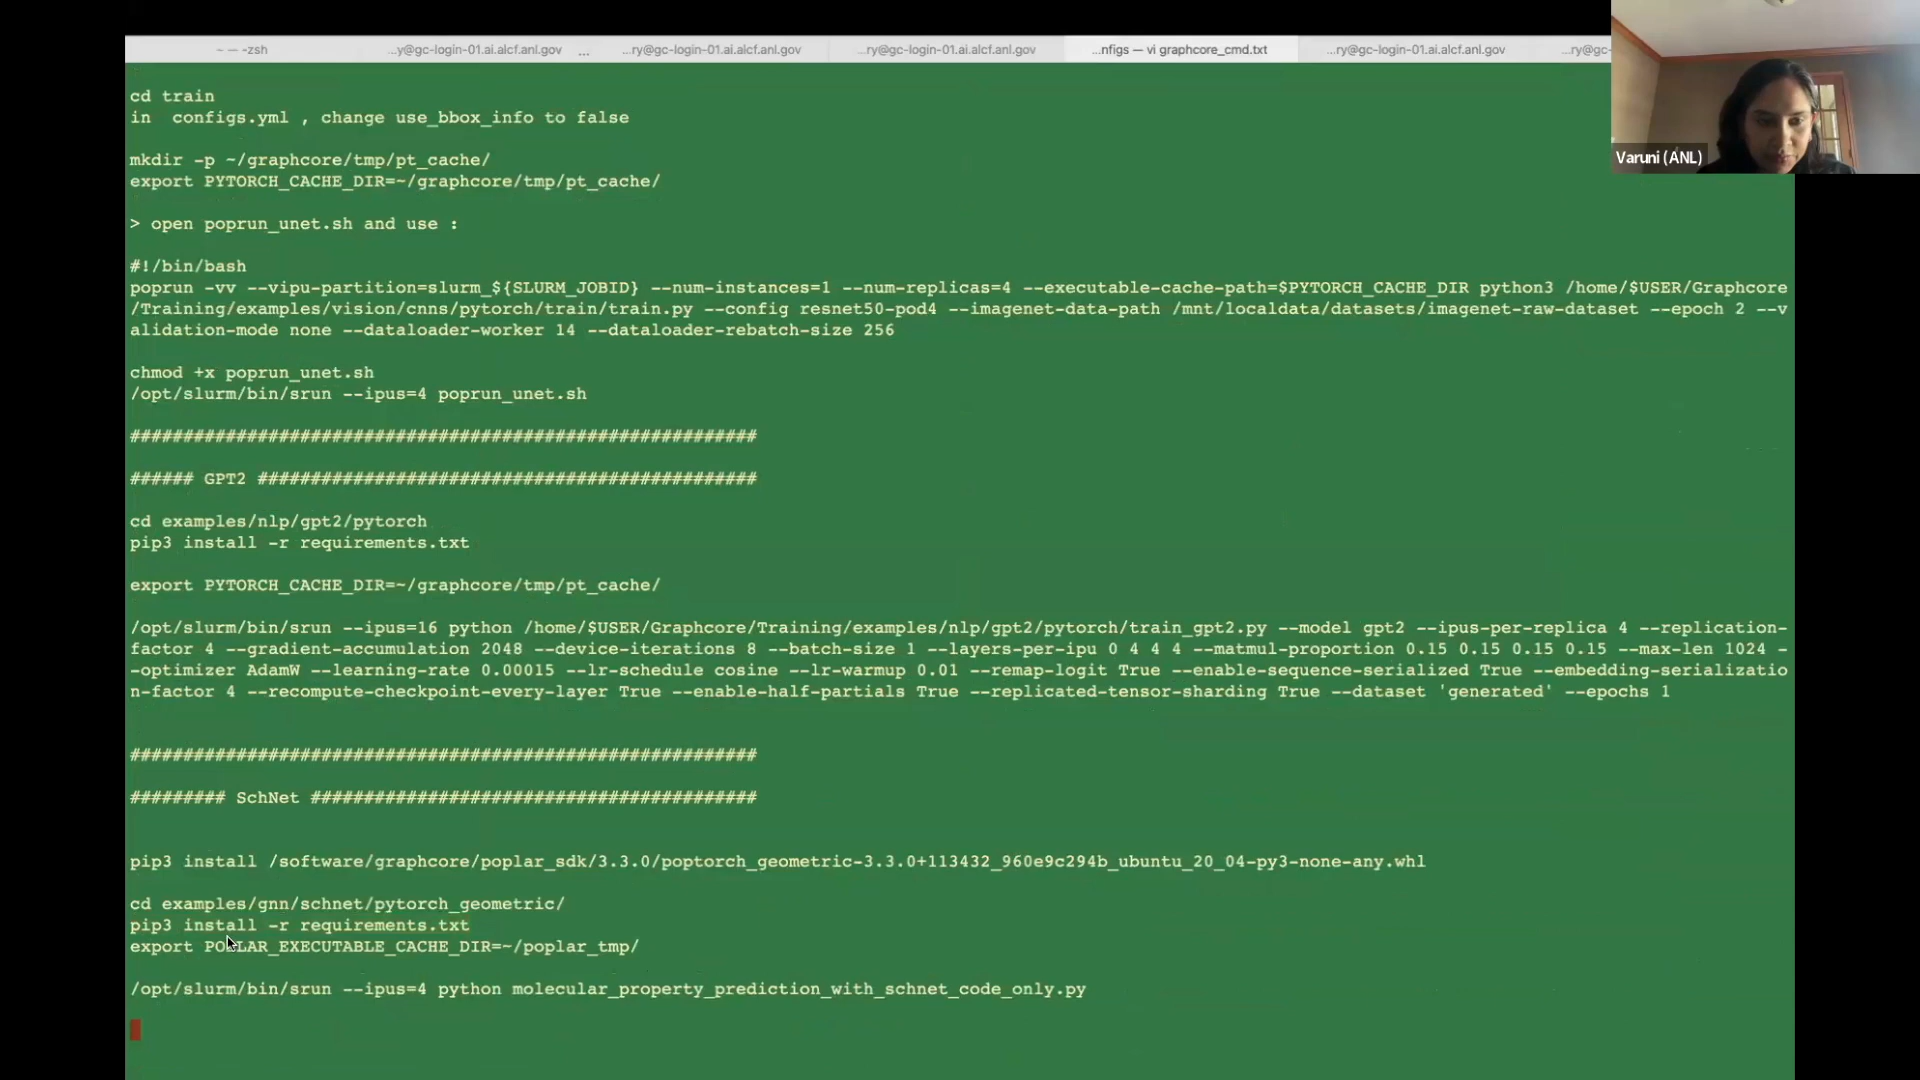 ~ — -zsh
...y@gc-login-01.ai.alcf.anl.gov
...
...ry@gc-login-01.ai.alcf.anl.gov
...ry@gc-login-01.ai.alcf.anl.gov
...nfigs — vi graphcore_cmd.txt
...ry@gc-login-01.ai.alcf.anl.gov
...ry@gc-
Varuni (ANL)
cd train
in  configs.yml , change use_bbox_info to false
mkdir -p ~/graphcore/tmp/pt_cache/
export PYTORCH_CACHE_DIR=~/graphcore/tmp/pt_cache/
> open poprun_unet.sh and use :
#!/bin/bash
poprun -vv --vipu-partition=slurm_${SLURM_JOBID} --num-instances=1 --num-replicas=4 --executable-cache-path=$PYTORCH_CACHE_DIR python3 /home/$USER/Graphcore
/Training/examples/vision/cnns/pytorch/train/train.py --config resnet50-pod4 --imagenet-data-path /mnt/localdata/datasets/imagenet-raw-dataset --epoch 2 --v
alidation-mode none --dataloader-worker 14 --dataloader-rebatch-size 256
chmod +x poprun_unet.sh
/opt/slurm/bin/srun --ipus=4 poprun_unet.sh
###########################################################
###### GPT2 ###############################################
cd examples/nlp/gpt2/pytorch
pip3 install -r requirements.txt
export PYTORCH_CACHE_DIR=~/graphcore/tmp/pt_cache/
/opt/slurm/bin/srun --ipus=16 python /home/$USER/Graphcore/Training/examples/nlp/gpt2/pytorch/train_gpt2.py --model gpt2 --ipus-per-replica 4 --replication-
factor 4 --gradient-accumulation 2048 --device-iterations 8 --batch-size 1 --layers-per-ipu 0 4 4 4 --matmul-proportion 0.15 0.15 0.15 0.15 --max-len 1024 -
-optimizer AdamW --learning-rate 0.00015 --lr-schedule cosine --lr-warmup 0.01 --remap-logit True --enable-sequence-serialized True --embedding-serializatio
n-factor 4 --recompute-checkpoint-every-layer True --enable-half-partials True --replicated-tensor-sharding True --dataset 'generated' --epochs 1
###########################################################
######### SchNet ##########################################
pip3 install /software/graphcore/poplar_sdk/3.3.0/poptorch_geometric-3.3.0+113432_960e9c294b_ubuntu_20_04-py3-none-any.whl
cd examples/gnn/schnet/pytorch_geometric/
pip3 install -r requirements.txt
export POPLAR_EXECUTABLE_CACHE_DIR=~/poplar_tmp/
/opt/slurm/bin/srun --ipus=4 python molecular_property_prediction_with_schnet_code_only.py